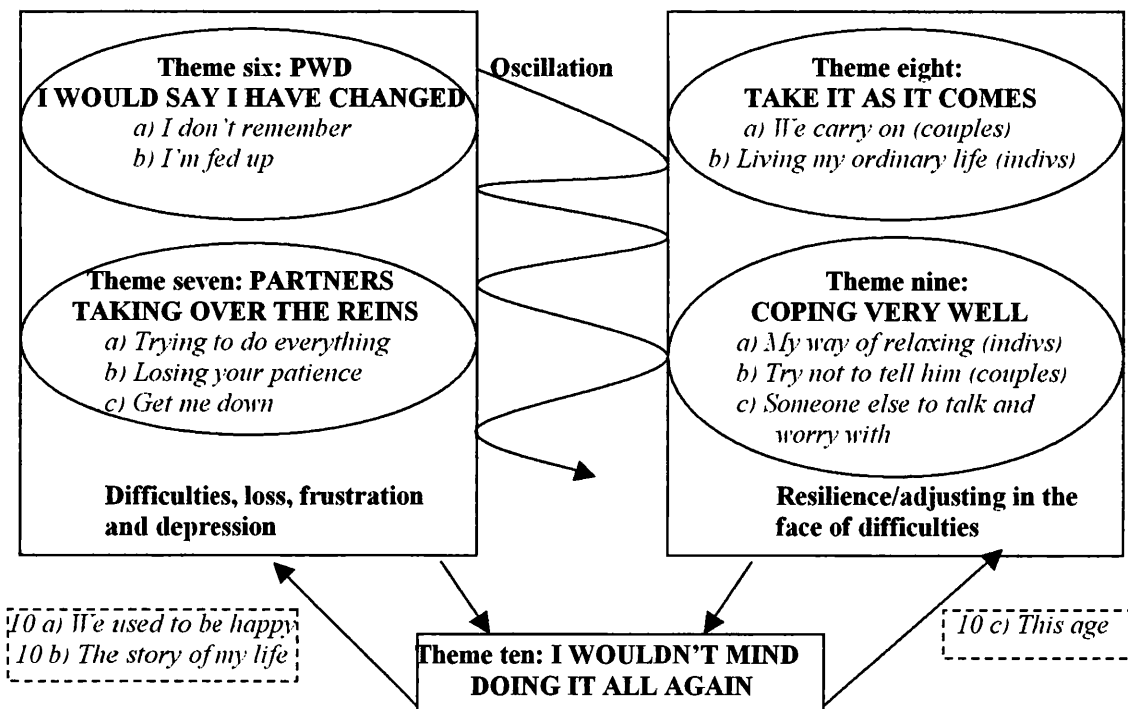 Theme six: PWD
I WOULD SAY I HAVE CHANGED
a) I don't remember
b) I'm fed up
Theme seven: PARTNERS
TAKING OVER THE REINS
a) Trying to do everything
b) Losing your patience
c) Get me down
Difficulties, loss, frustration
and depression
Oscillation
Theme eight:
TAKE IT AS IT COMES
a) We carry on (couples)
b) Living my ordinary life (indivs)
Theme nine:
COPING VERY WELL
a) My way of relaxing (indivs)
b) Try not to tell him (couples)
c) Someone else to talk and
worry with
Resilience/adjusting in the
face of difficulties
10 a) We used to be happy
10 b) The story of my life
Theme ten: I WOULDN'T MIND
DOING IT ALL AGAIN
10 c) This age